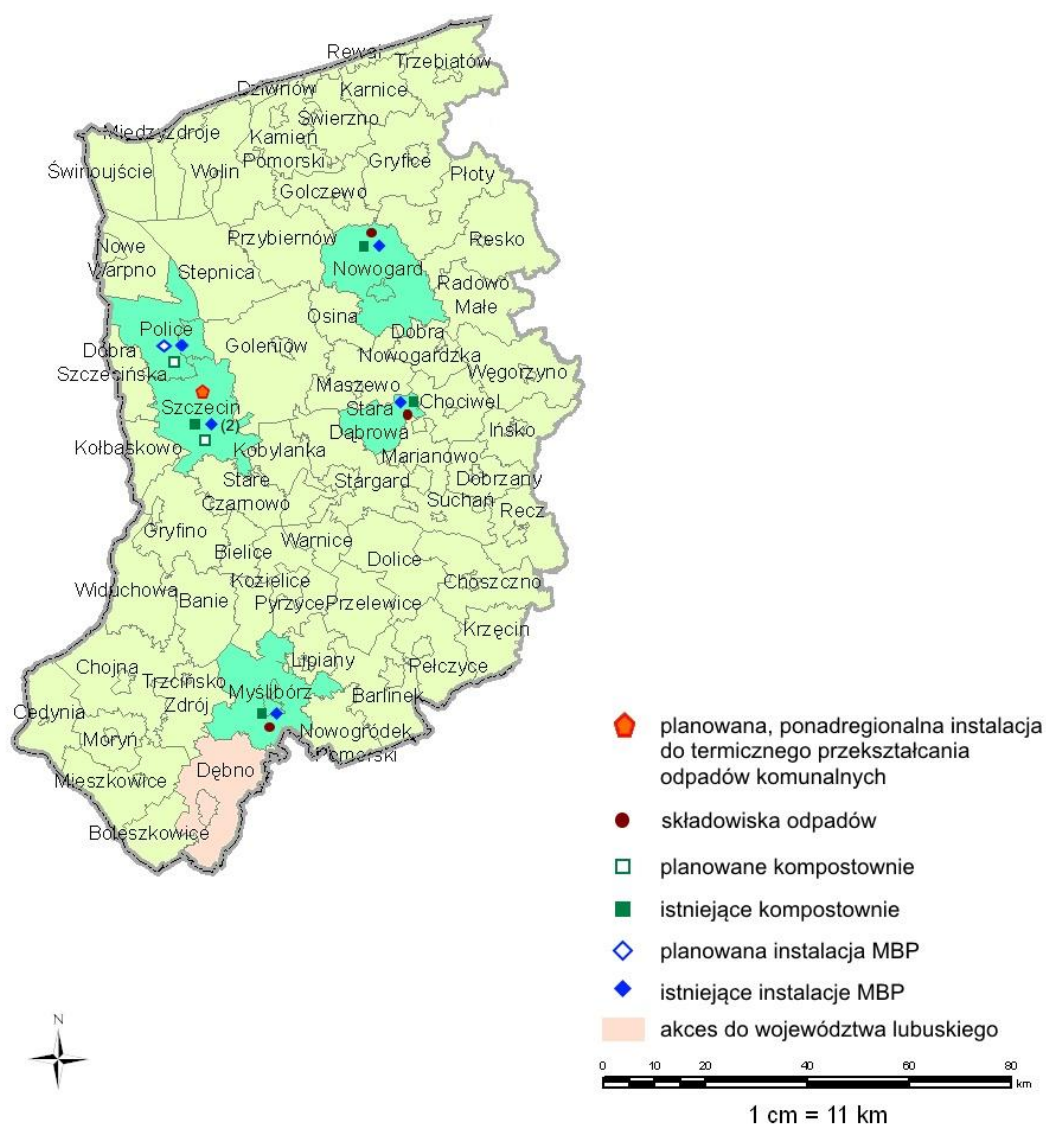 Rewal
Trzebiatów
Dziwnów
Karnice
Świerzno
Międzyzdroje
Kamień
Pomorski
Gryfice
Świnoujście
Wolin
Płoty
Golczewo
Przybiernów
Resko
Nowe
Warpno
Stepnica
Nowogard
Radowo
Małe
Osina
Police
Dobra
Nowogardzka
Goleniów
Dobra
Szczecińska
Węgorzyno
Maszewo
Chociwel
Szczecin
(2)
Stara
Dąbrowa
Ińsko
Kołbaskowo
Kobylanka
Marianowo
Stare
Czarnowo
Stargard
Dobrzany
Suchań
Recz
Gryfino
Warnice
Bielice
Dolice
Kozielice
Choszczno
Widuchowa
Banie
Pyrzyce
Przelewice
Krzęcin
Chojna
Lipiany
Pełczyce
Trzcińsko
Zdrój
Myślibórz
Barlinek
Cedynia
Moryń
Nowogródek
Pomorski
Mieszkowice
Dębno
Boleszkowice
planowana, ponadregionalna instalacja
do termicznego przekształcania
odpadów komunalnych
składowiska odpadów
planowane kompostownie
istniejące kompostownie
planowana instalacja MBP
istniejące instalacje MBP
akces do województwa lubuskiego
N
0 10 20 40 60 80
km
1 cm = 11 km